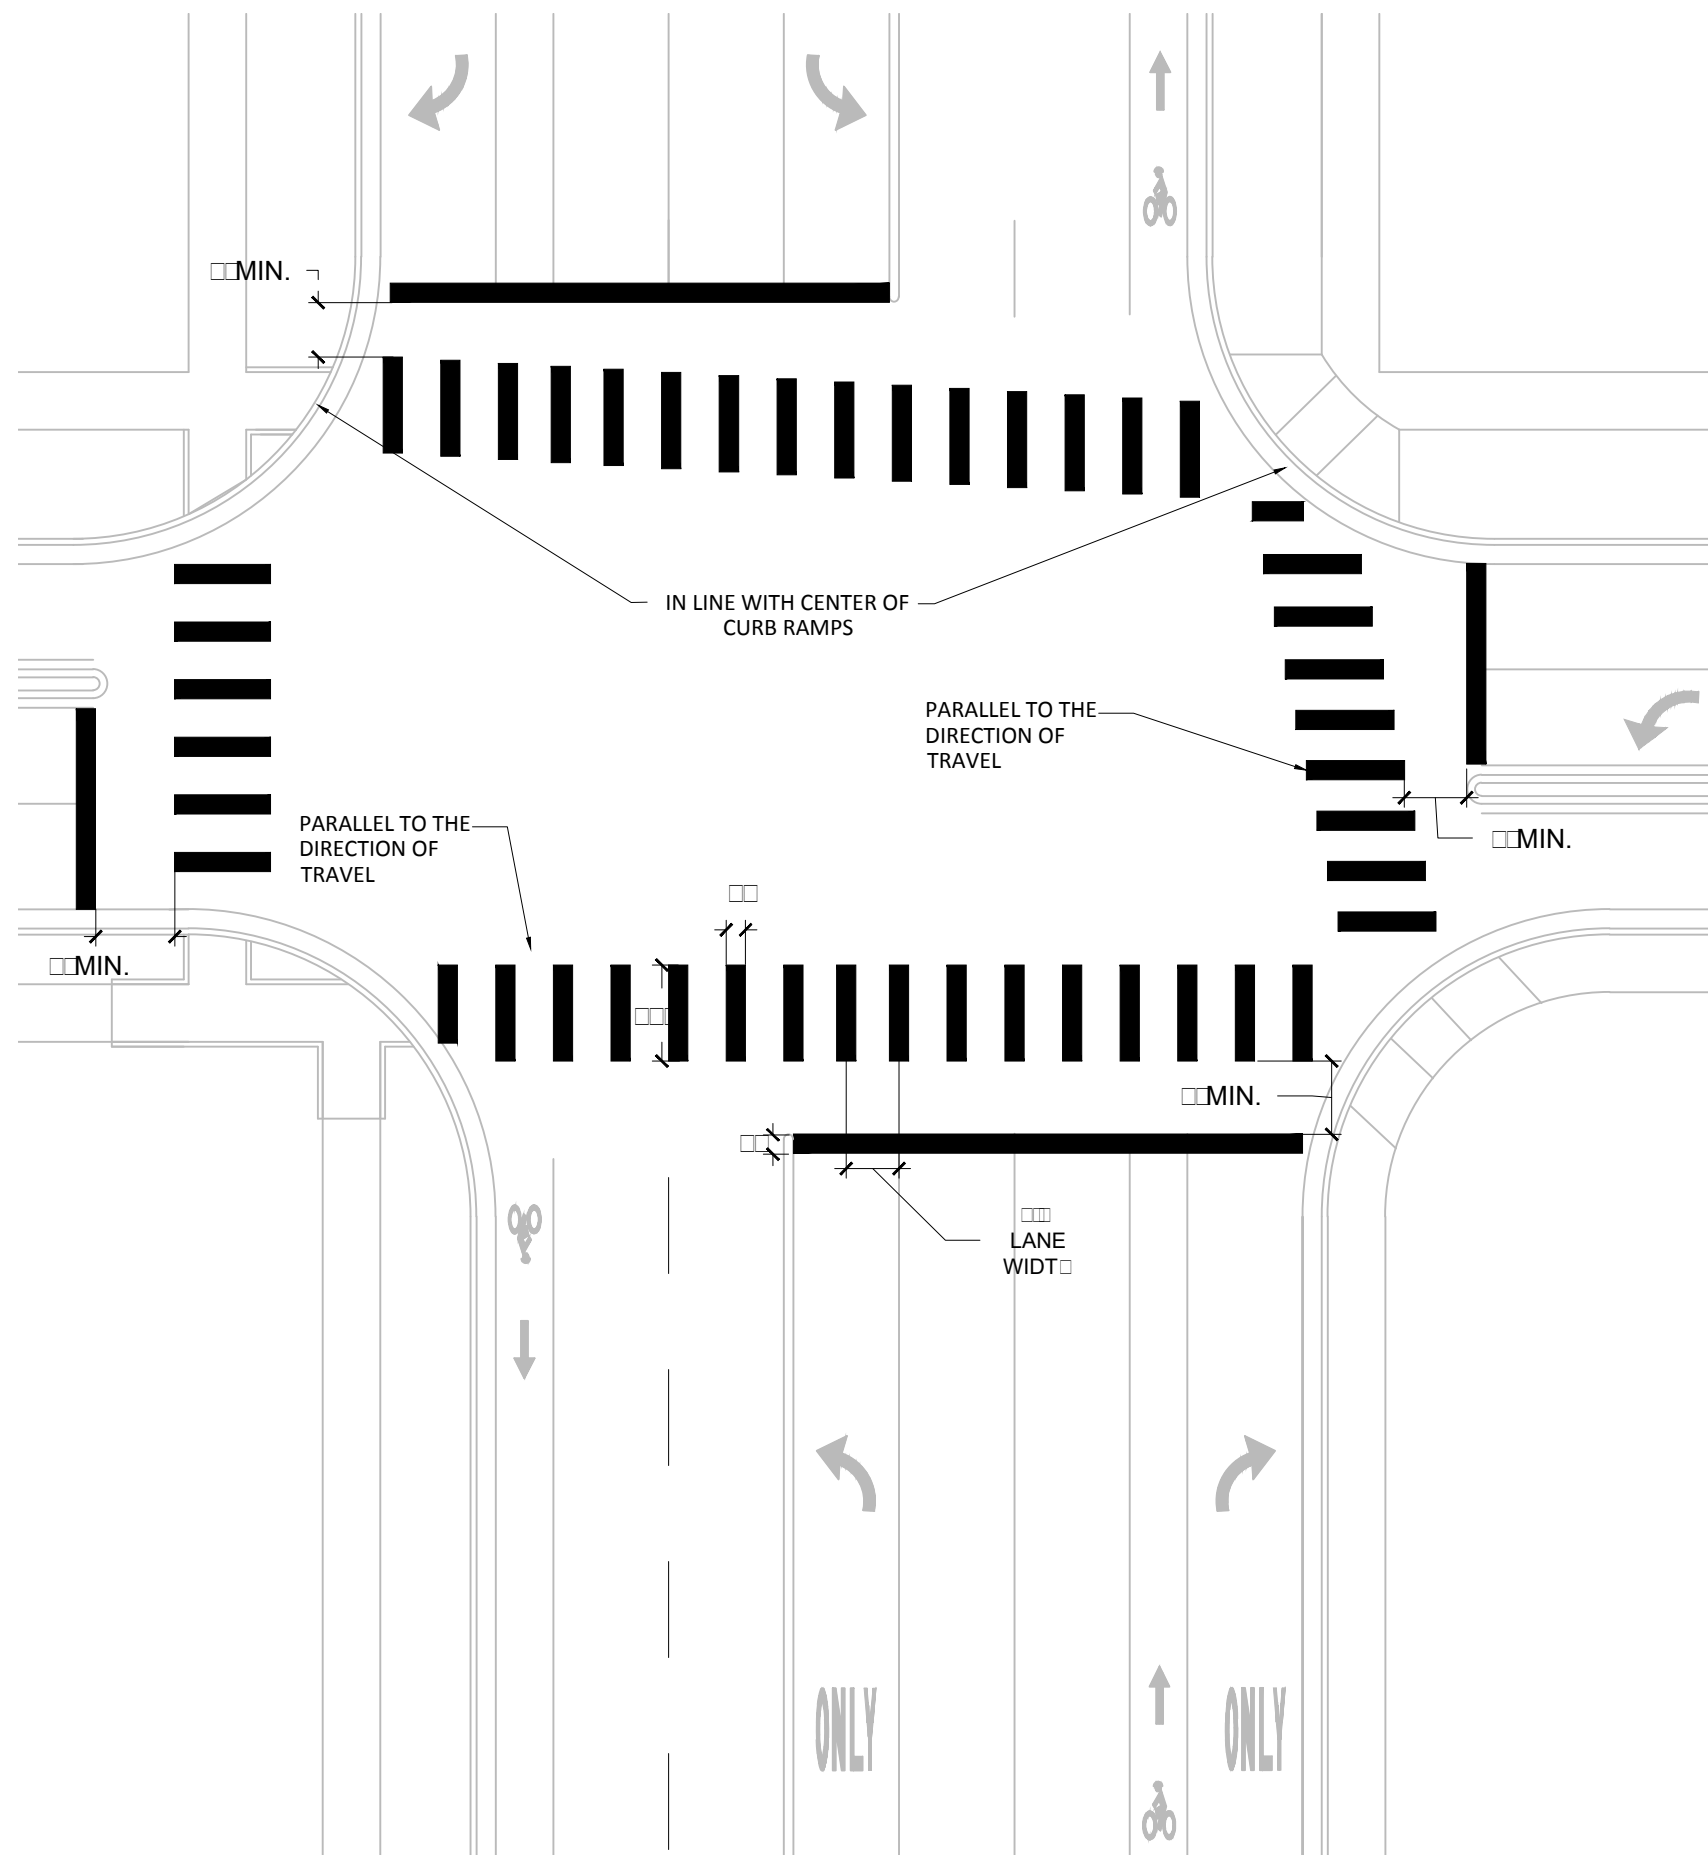 MIN.
IN LINE WITH CENTER OF
CURB RAMPS
PARALLEL TO THE
DIRECTION OF
TRAVEL
PARALLEL TO THE
DIRECTION OF
TRAVEL
MIN.
MIN.
MIN.
LANE
ONLY
ONLY